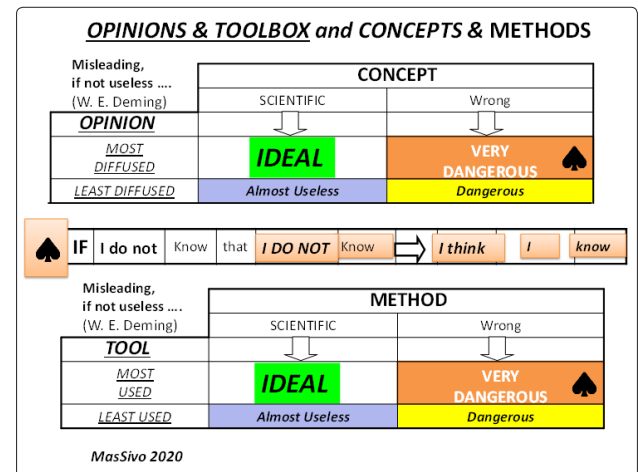 OPINIONS & TOOLBOX and CONCEPTS & METHODS
Misleading,
if not useless ....
(W. E. Deming)
CONCEPT
SCIENTIFIC
Wrong
OPINION
MOST
DIFFUSED
IDEAL
VERY
DANGEROUS
LEAST DIFFUSED
Almost Useless
Dangerous
IF I do not Know that I DO NOT Know I think I know
Misleading,
if not useless ....
(W. E. Deming)
METHOD
SCIENTIFIC
Wrong
TOOL
MOST
USED
IDEAL
VERY
DANGEROUS
LEAST USED
Almost Useless
Dangerous
MasSivo 2020